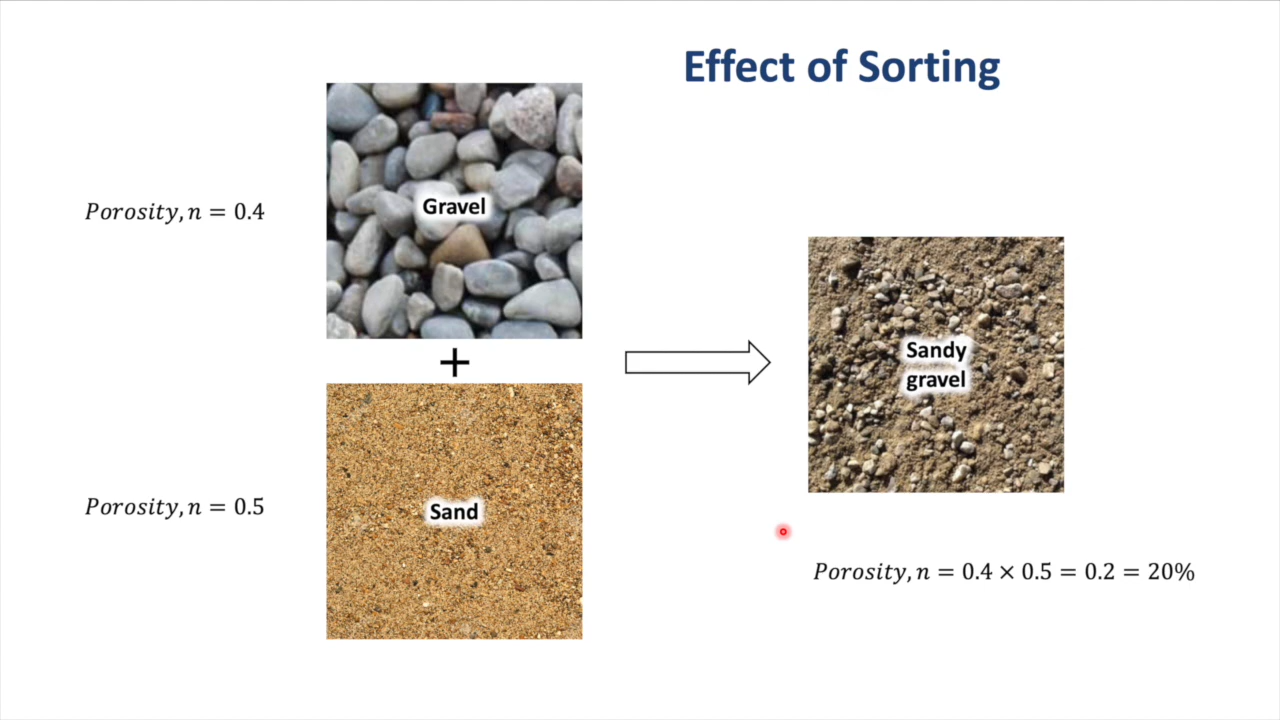 Effect of Sorting
Porosity, n = 0.4
Gravel
+
Porosity, n = 0.5
Sand
Sandy
gravel
Porosity, n = 0.4 × 0.5 = 0.2 = 20%